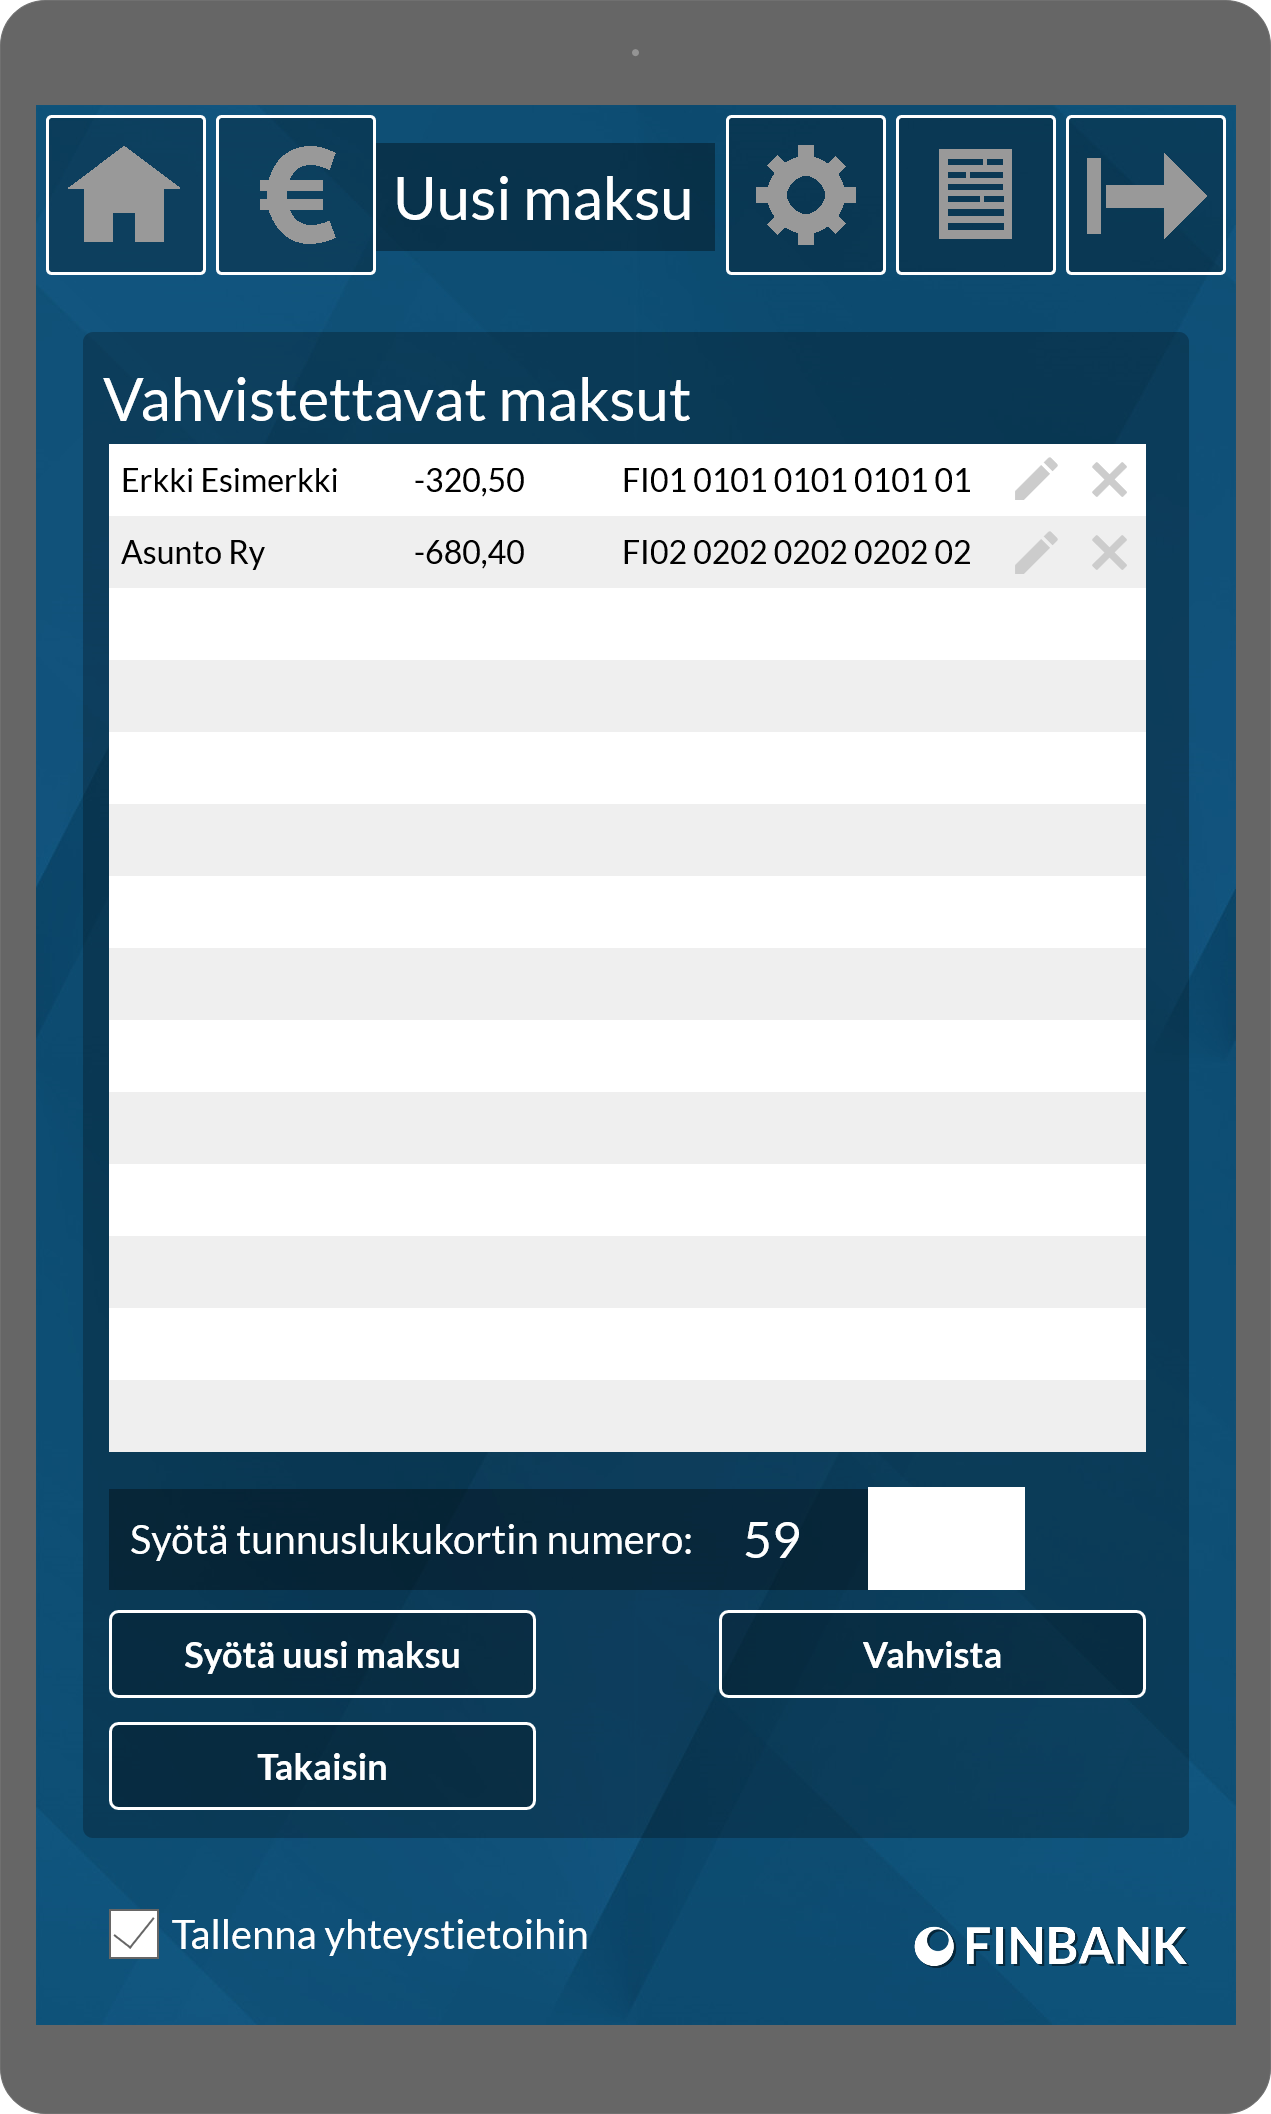 Uusi maksu
Vahvistettavat maksut
Erkki Esimerkki -320,50 FI01 0101 0101 0101 01
Asunto Ry -680,40 FI02 0202 0202 0202 02
Syötä tunnuslukukortin numero: 59
Syötä uusi maksu Vahvista
Takaisin
Tallenna yhteystietoihin
FINBANK